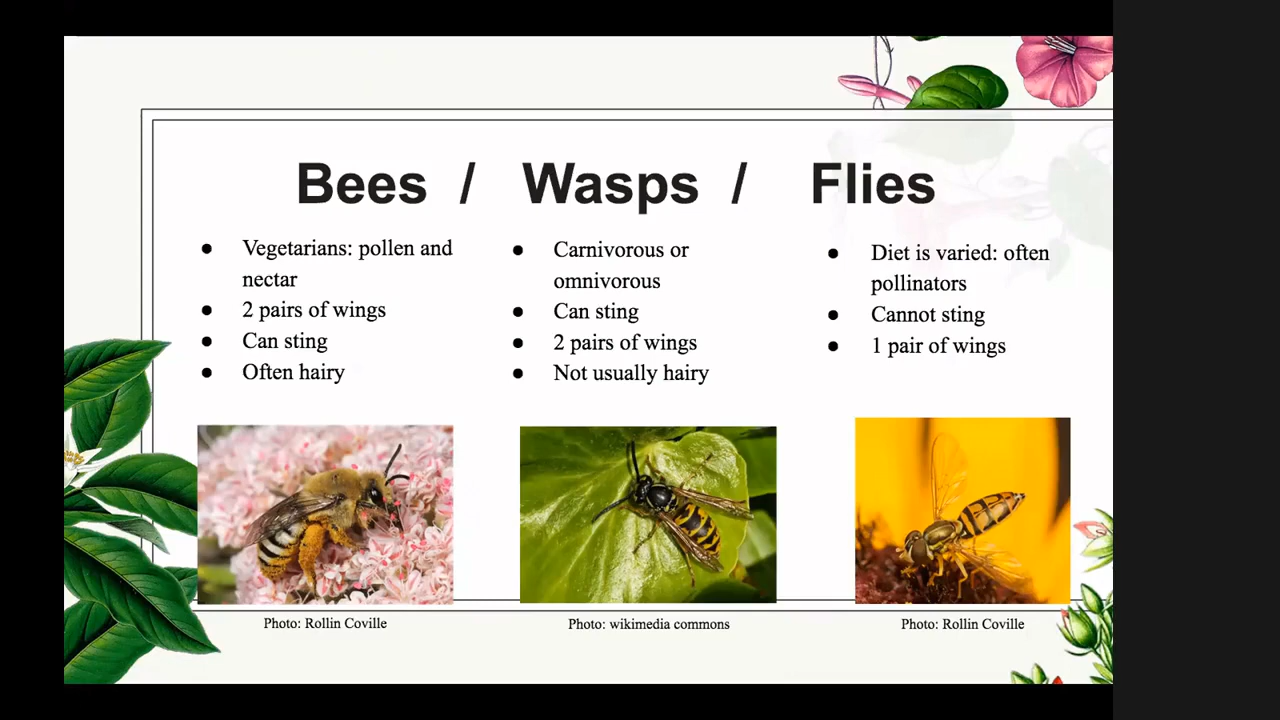 Bees / Wasps / Flies
● Vegetarians: pollen and
nectar
● 2 pairs of wings
● Can sting
● Often hairy
● Carnivorous or
omnivorous
● Can sting
● 2 pairs of wings
● Not usually hairy
● Diet is varied: often
pollinators
● Cannot sting
● 1 pair of wings
Photo: Rollin Coville
Photo: wikimedia commons
Photo: Rollin Coville